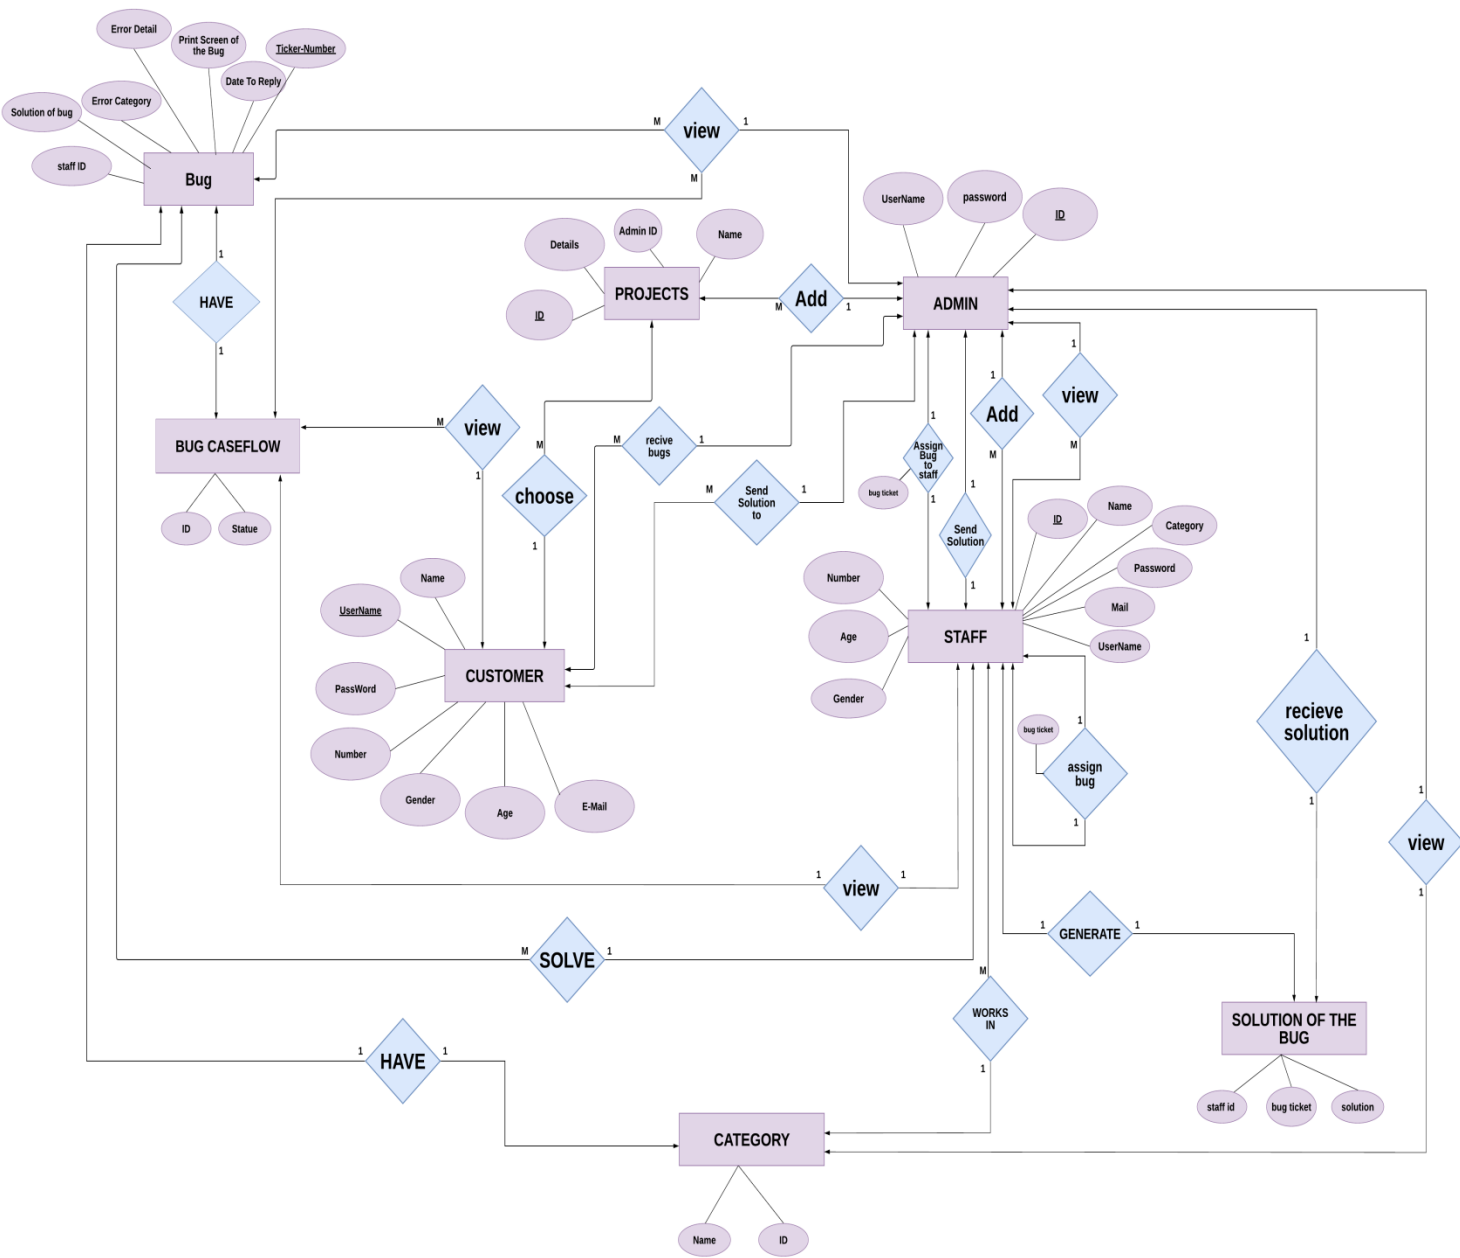 Error Detail
Print Screen of
the Bug
Ticker-Number
Date To Reply
Error Category
Solution of bug
staff ID
Bug
M
view
1
M
UserName
password
ID
ADMIN
Details
Admin ID
Name
ID
PROJECTS
M
Add
1
1
HAVE
1
BUG CASEFLOW
ID
Statue
M
view
1
M
choose
1
M
recive
bugs
1
M
Send
Solution
to
1
1
Assign
Bug
to
staff
1
bug ticket
1
Send
Solution
1
1
Add
M
1
view
M
ID
Name
Category
Password
Mail
UserName
Number
Age
Gender
STAFF
Name
UserName
PassWord
Number
Gender
Age
E-Mail
CUSTOMER
1
bug ticket
assign
bug
1
1
recieve
solution
1
1
view
1
1
view
1
M
SOLVE
1
1
GENERATE
1
M
WORKS
IN
1
1
HAVE
1
SOLUTION OF THE
BUG
staff id
bug ticket
solution
CATEGORY
Name
ID